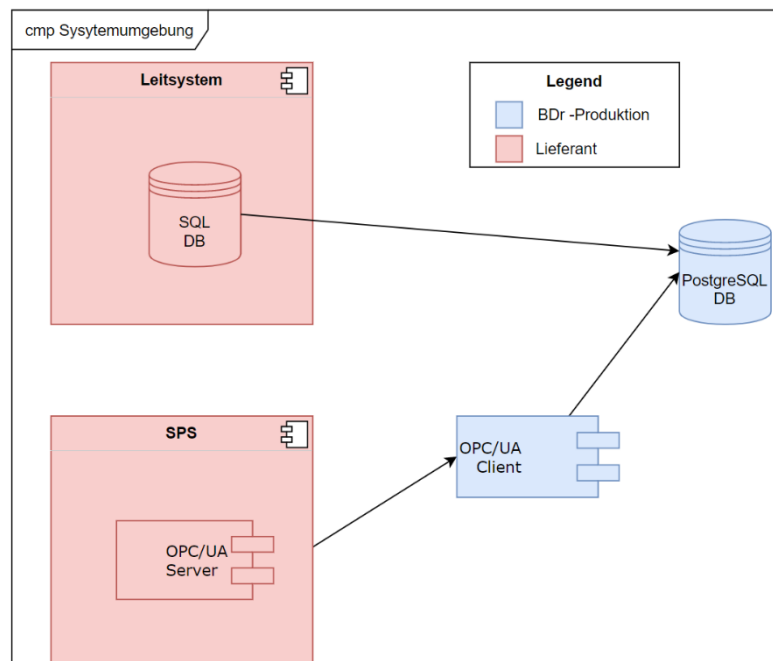 cmp Sysytemumgebung
Leitsystem
Legend
BDr -Produktion
Lieferant
SQL
DB
PostgreSQL
DB
SPS
OPC/UA
Client
OPC/UA
Server